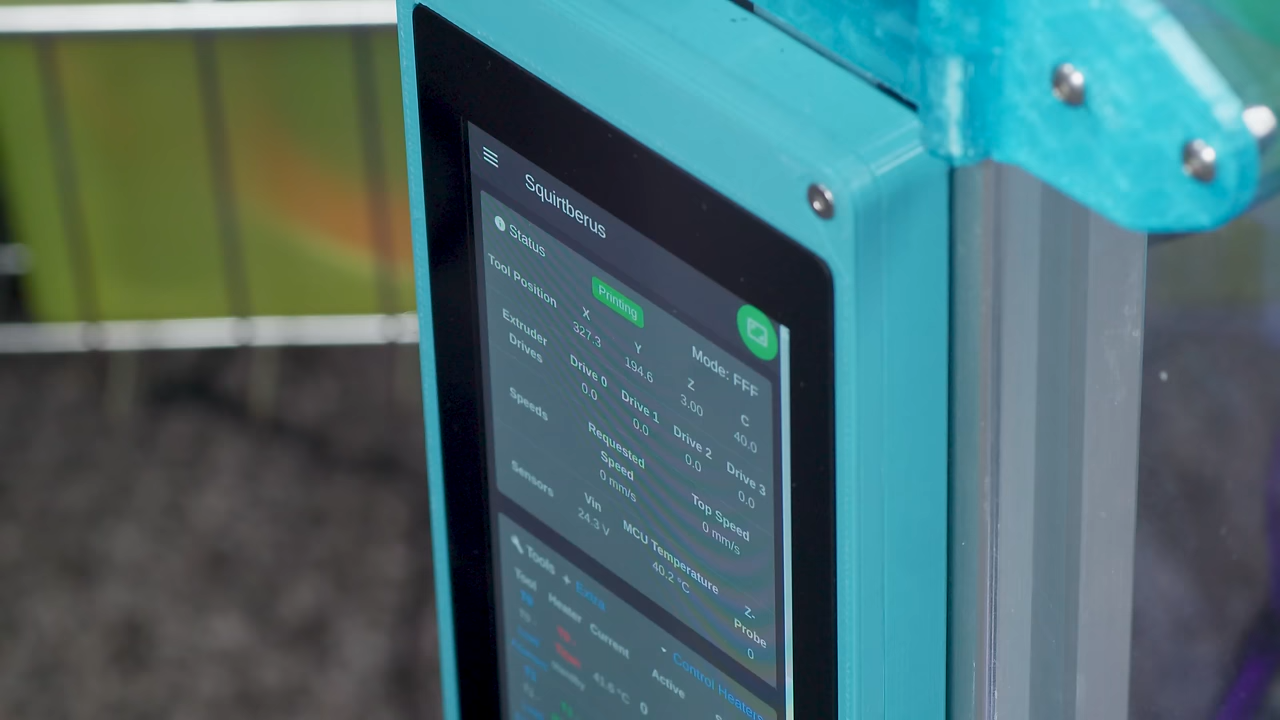 Squirtberus
Status
Printing
Mode: FFF
Tool Position X Y Z C
327.3 194.6 3.00 40.0
Extruder Drives Drive 0 Drive 1 Drive 2 Drive 3
0.0 0.0 0.0 0.0
Speeds Requested Speed Top Speed
0 mm/s 0 mm/s
Sensors Vin MCU Temperature Z-Probe
24.3 V 40.2 °C 0
Tools + Extra
Control Heaters
Tool Heater Current Active
41.6 °C 0